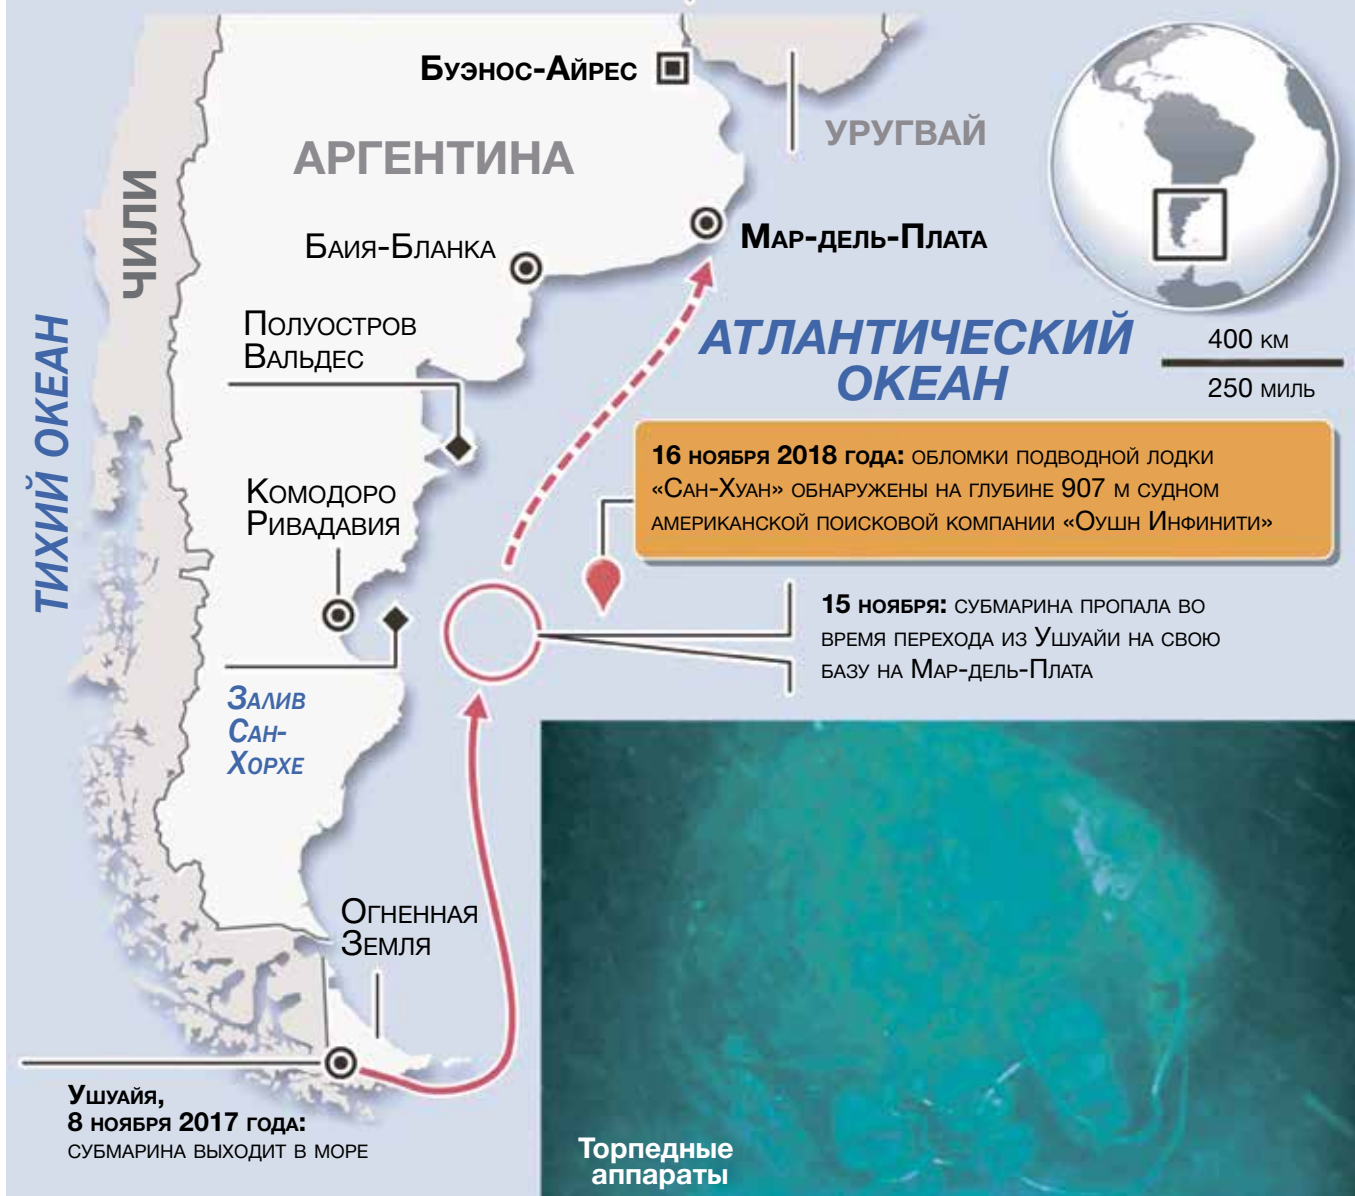 Буэнос-Айрес
АРГЕНТИНА
УРУГВАЙ
ЧИЛИ
Баия-Бланка
Мар-дель-Плата
Полуостров
Вальдес
ТИХИЙ ОКЕАН
АТЛАНТИЧЕСКИЙ
ОКЕАН
400 км
250 миль
16 ноября 2018 года: обломки подводной лодки
«Сан-Хуан» обнаружены на глубине 907 м судном
американской поисковой компании «Оушн Инфинити»
Комодоро
Ривадавия
15 ноября: субмарина пропала во
время перехода из Ушуайи на свою
базу на Мар-дель-Плата
Залив
Сан-
Хорхе
Огненная
Земля
Ушуайя,
8 ноября 2017 года:
субмарина выходит в море
Торпедные
аппараты